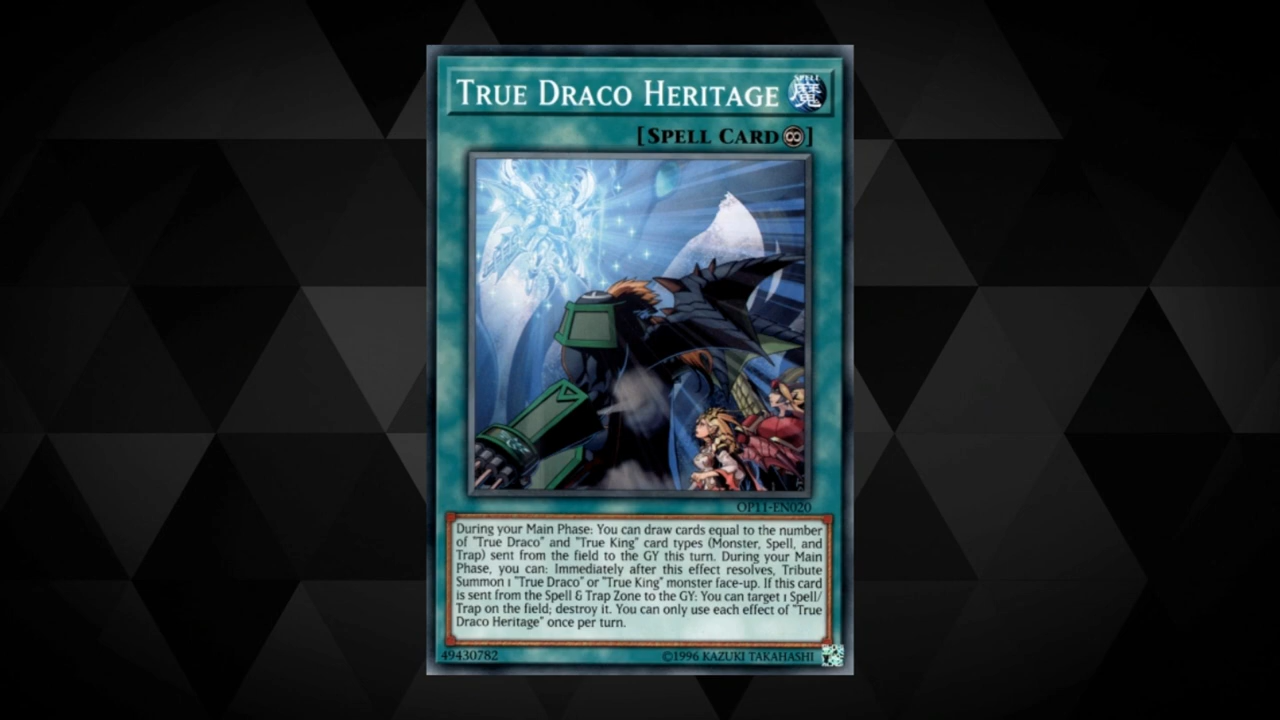 TRUE DRACO HERITAGE
SPELL
魔
[SPELL CARD]
OP11-EN020
During your Main Phase: You can draw cards equal to the number
of "True Draco" and "True King" card types (Monster, Spell, and
Trap) sent from the field to the GY this turn. During your Main
Phase, you can: Immediately after this effect resolves, Tribute
Summon 1 "True Draco" or "True King" monster face-up. If this card
is sent from the Spell & Trap Zone to the GY: You can target 1 Spell/
Trap on the field; destroy it. You can only use each effect of "True
Draco Heritage" once per turn.
49430782
©1996 KAZUKI TAKAHASHI